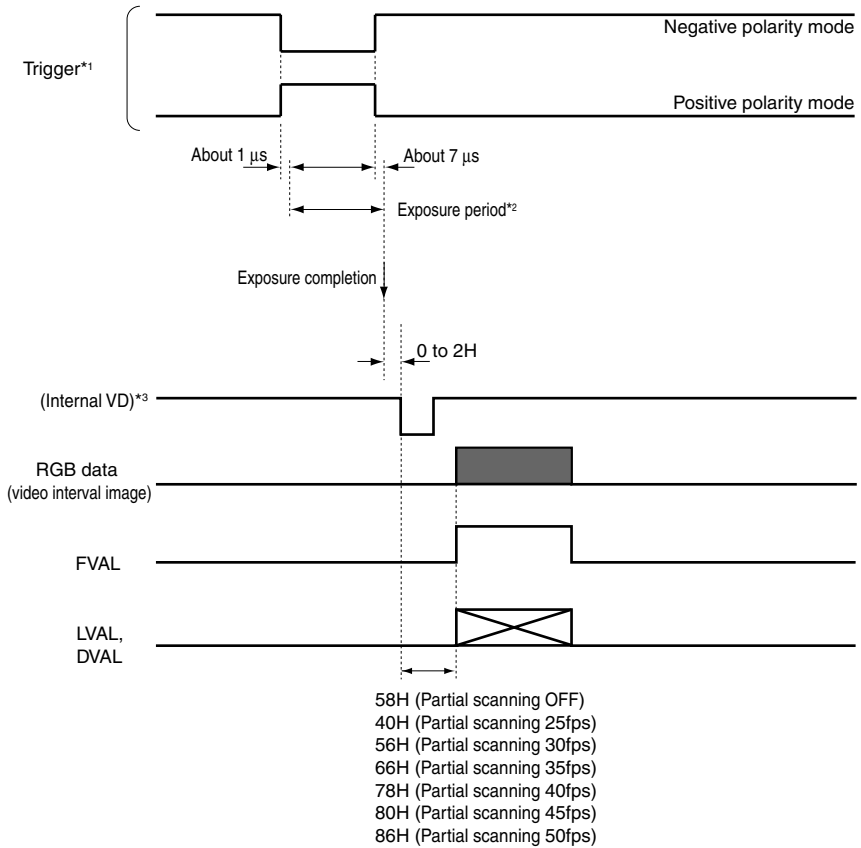 Negative polarity mode
Trigger*1
Positive polarity mode
About 1 μs
About 7 μs
Exposure period*2
Exposure completion
0 to 2H
(Internal VD)*3
RGB data
(video interval image)
FVAL
LVAL,
DVAL
58H (Partial scanning OFF)
40H (Partial scanning 25fps)
56H (Partial scanning 30fps)
66H (Partial scanning 35fps)
78H (Partial scanning 40fps)
80H (Partial scanning 45fps)
86H (Partial scanning 50fps)